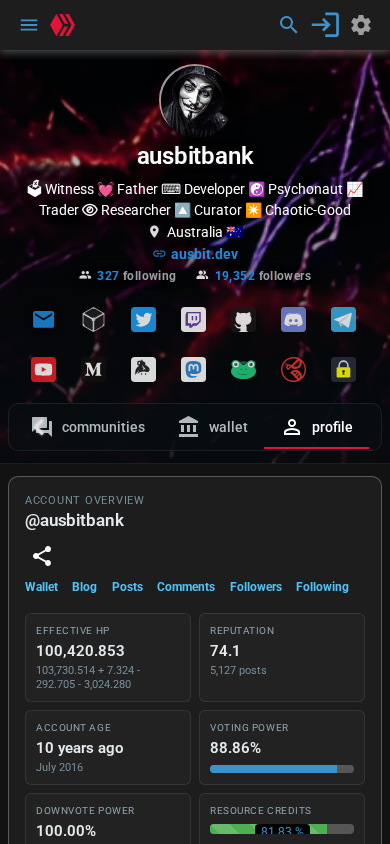 ausbitbank
🗳 Witness 💓 Father ⌨ Developer ☯ Psychonaut 📈
Trader 👁 Researcher 🔼 Curator 💥 Chaotic-Good
Australia 🇦🇺
ausbit.dev
327 following 19,352 followers
communities wallet profile
ACCOUNT OVERVIEW
@ausbitbank
Wallet Blog Posts Comments Followers Following
EFFECTIVE HP
100,420.853
103,730.514 + 7.324 -
292.705 - 3,024.280
REPUTATION
74.1
5,127 posts
ACCOUNT AGE
10 years ago
July 2016
VOTING POWER
88.86%
DOWNVOTE POWER
100.00%
RESOURCE CREDITS
81.83 %